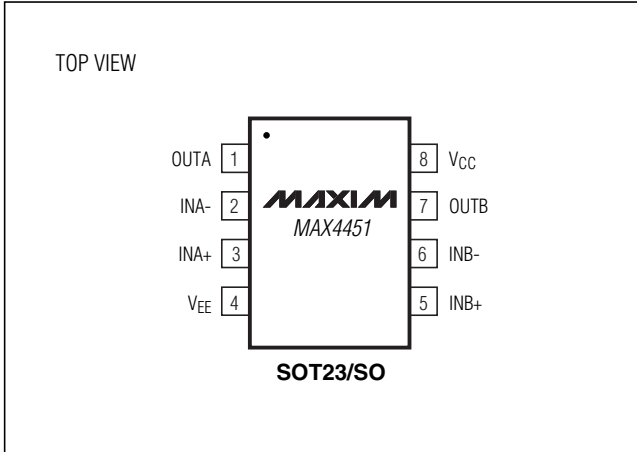 TOP VIEW
OUTA 1
8 VCC
INA- 2
MAXIM
7 OUTB
MAX4451
INA+ 3
6 INB-
VEE 4
5 INB+
SOT23/SO